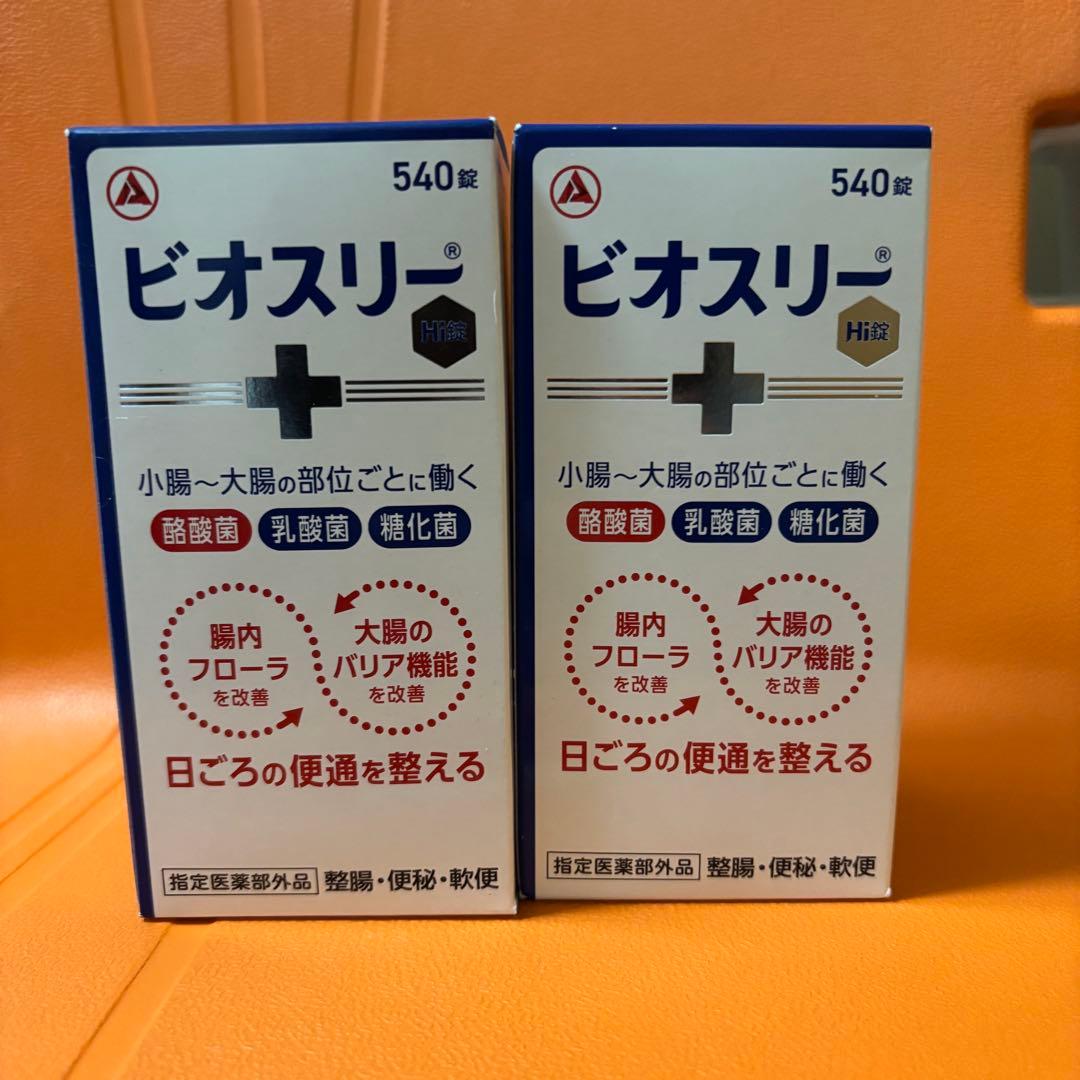 540錠
ビオスリー®
Hi錠
小腸～大腸の部位ごとに働く
酪酸菌 乳酸菌 糖化菌
腸内
フローラ
を改善
大腸の
バリア機能
を改善
日ごろの便通を整える
指定医薬部外品 整腸・便秘・軟便
540錠
ビオスリー®
Hi錠
小腸～大腸の部位ごとに働く
酪酸菌 乳酸菌 糖化菌
腸内
フローラ
を改善
大腸の
バリア機能
を改善
日ごろの便通を整える
指定医薬部外品 整腸・便秘・軟便